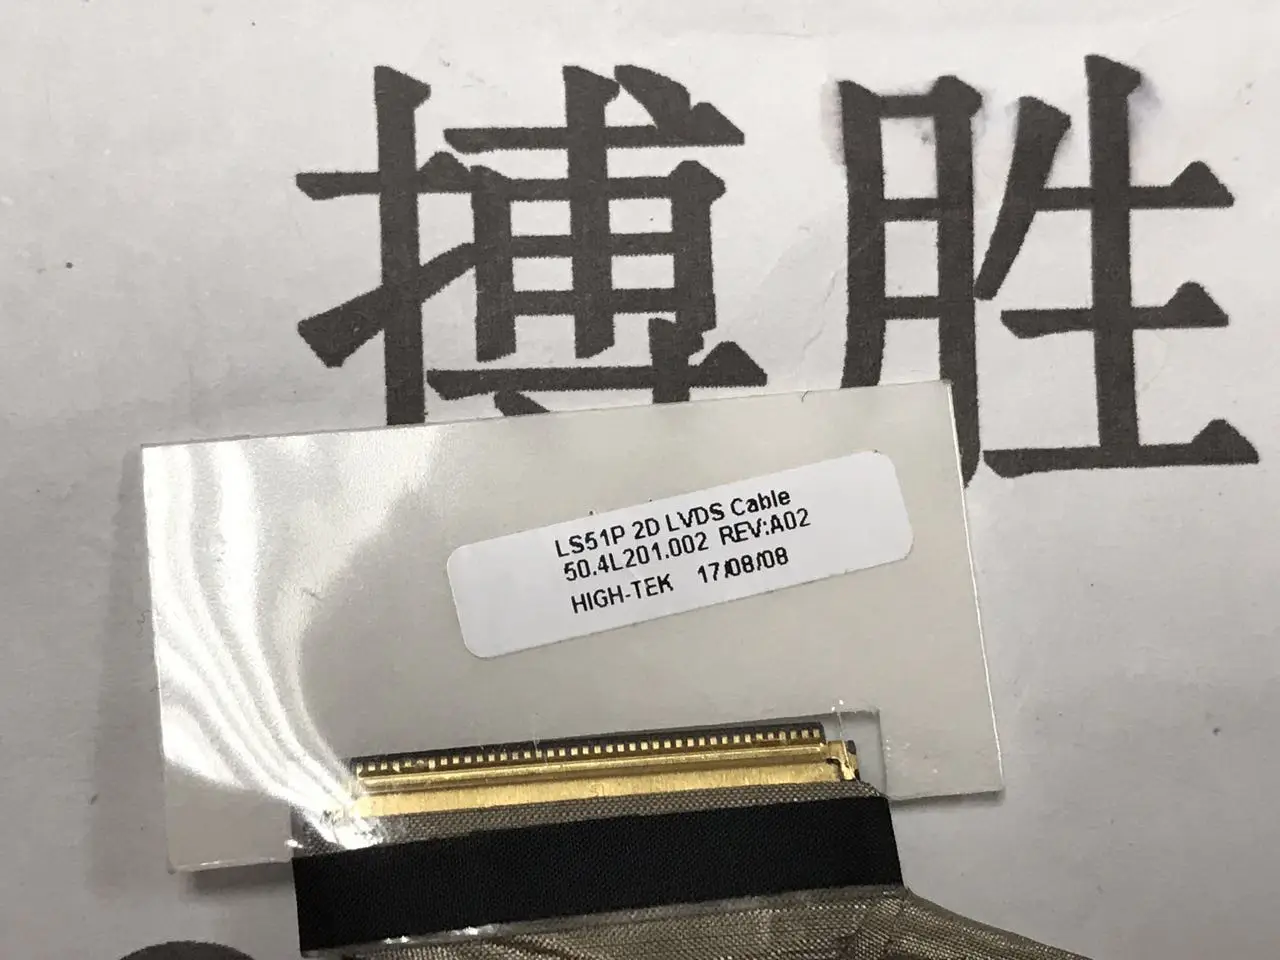 搏胜
LS51P 2D LVDS Cable
50.4L201.002 REV:A02
HIGH-TEK 17/08/08